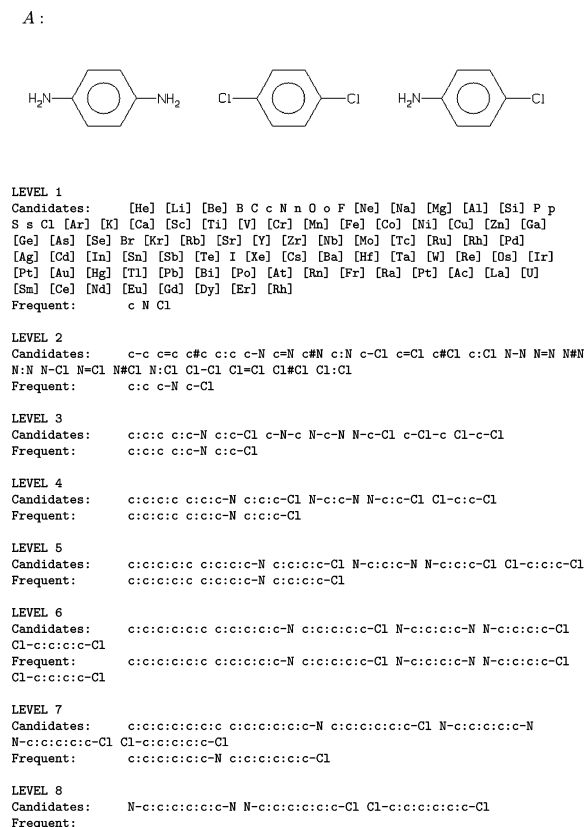 A :
H2N NH2 Cl Cl H2N Cl
LEVEL 1
Candidates: [He] [Li] [Be] B C c N n O o F [Ne] [Na] [Mg] [Al] [Si] P p
S s Cl [Ar] [K] [Ca] [Sc] [Ti] [V] [Cr] [Mn] [Fe] [Co] [Ni] [Cu] [Zn] [Ga]
[Ge] [As] [Se] Br [Kr] [Rb] [Sr] [Y] [Zr] [Nb] [Mo] [Tc] [Ru] [Rh] [Pd]
[Ag] [Cd] [In] [Sn] [Sb] [Te] I [Xe] [Cs] [Ba] [Hf] [Ta] [W] [Re] [Os] [Ir]
[Pt] [Au] [Hg] [Tl] [Pb] [Bi] [Po] [At] [Rn] [Fr] [Ra] [Pt] [Ac] [La] [U]
[Sm] [Ce] [Nd] [Eu] [Gd] [Dy] [Er] [Rh]
Frequent: c N Cl
LEVEL 2
Candidates: c-c c=c c#c c:c c-N c=N c#N c:N c-Cl c=Cl c#Cl c:Cl N-N N=N N#N
N:N N-Cl N=Cl N#Cl N:Cl Cl-Cl Cl=Cl Cl#Cl Cl:Cl
Frequent: c:c c-N c-Cl
LEVEL 3
Candidates: c:c:c c:c-N c:c-Cl c-N-c N-c-N N-c-Cl c-Cl-c Cl-c-Cl
Frequent: c:c:c c:c-N c:c-Cl
LEVEL 4
Candidates: c:c:c:c c:c:c-N c:c:c-Cl N-c:c-N N-c:c-Cl Cl-c:c-Cl
Frequent: c:c:c:c c:c:c-N c:c:c-Cl
LEVEL 5
Candidates: c:c:c:c:c c:c:c:c-N c:c:c:c-Cl N-c:c:c-N N-c:c:c-Cl Cl-c:c:c-Cl
Frequent: c:c:c:c:c c:c:c:c-N c:c:c:c-Cl
LEVEL 6
Candidates: c:c:c:c:c:c c:c:c:c:c-N c:c:c:c:c-Cl N-c:c:c:c-N N-c:c:c:c-Cl
Cl-c:c:c:c-Cl
Frequent: c:c:c:c:c:c c:c:c:c:c-N c:c:c:c:c-Cl N-c:c:c:c-N N-c:c:c:c-Cl
Cl-c:c:c:c-Cl
LEVEL 7
Candidates: c:c:c:c:c:c:c c:c:c:c:c:c-N c:c:c:c:c:c-Cl N-c:c:c:c:c-N
N-c:c:c:c:c-Cl Cl-c:c:c:c:c-Cl
Frequent: c:c:c:c:c:c-N c:c:c:c:c:c-Cl
LEVEL 8
Candidates: N-c:c:c:c:c:c-N N-c:c:c:c:c:c-Cl Cl-c:c:c:c:c:c-Cl
Frequent: